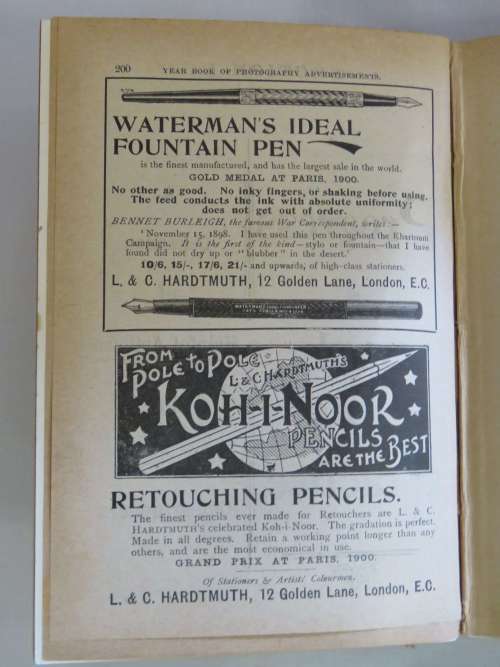 200 YEAR BOOK OF PHOTOGRAPHY ADVERTISEMENTS.
WATERMAN'S IDEAL
FOUNTAIN PEN
is the finest manufactured, and has the largest sale in the world.
GOLD MEDAL AT PARIS, 1900.
No other as good. No inky fingers, or shaking before using.
The feed conducts the ink with absolute uniformity;
does not get out of order.
BENNET BURLEIGH, the famous War Correspondent, writes:—
'November 15, 1898. I have used this pen throughout the Khartoum
Campaign. It is the first of the kind—stylo or fountain—that I have
found did not dry up or "blubber" in the desert.'
10/6, 15/-, 17/6, 21/- and upwards, of high-class stationers.
L. & C. HARDTMUTH, 12 Golden Lane, London, E.C.
FROM
POLE TO POLE
L & C HARDTMUTH'S
KOH-I-NOOR
PENCILS
ARE THE BEST
RETOUCHING PENCILS.
The finest pencils ever made for Retouchers are L. & C.
HARDTMUTH'S celebrated Koh-i-Noor. The gradation is perfect.
Made in all degrees. Retain a working point longer than any
others, and are the most economical in use.
GRAND PRIX AT PARIS, 1900.
Of Stationers & Artists' Colourmen.
L. & C. HARDTMUTH, 12 Golden Lane, London, E.C.